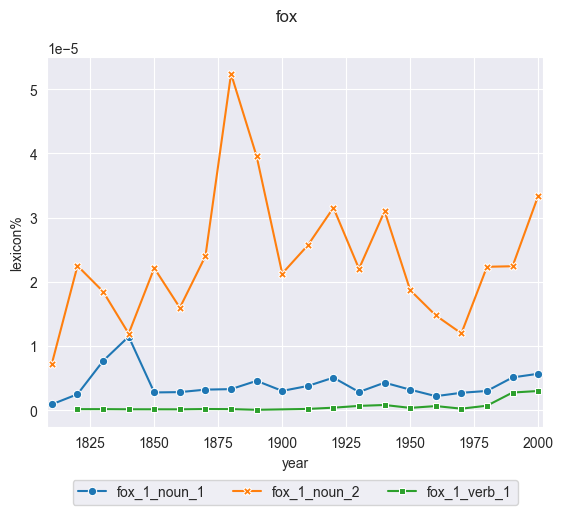 fox
1e−5
5
4
3
2
1
0
lexicon%
1825 1850 1875 1900 1925 1950 1975 2000
year
fox_1_noun_1 fox_1_noun_2 fox_1_verb_1